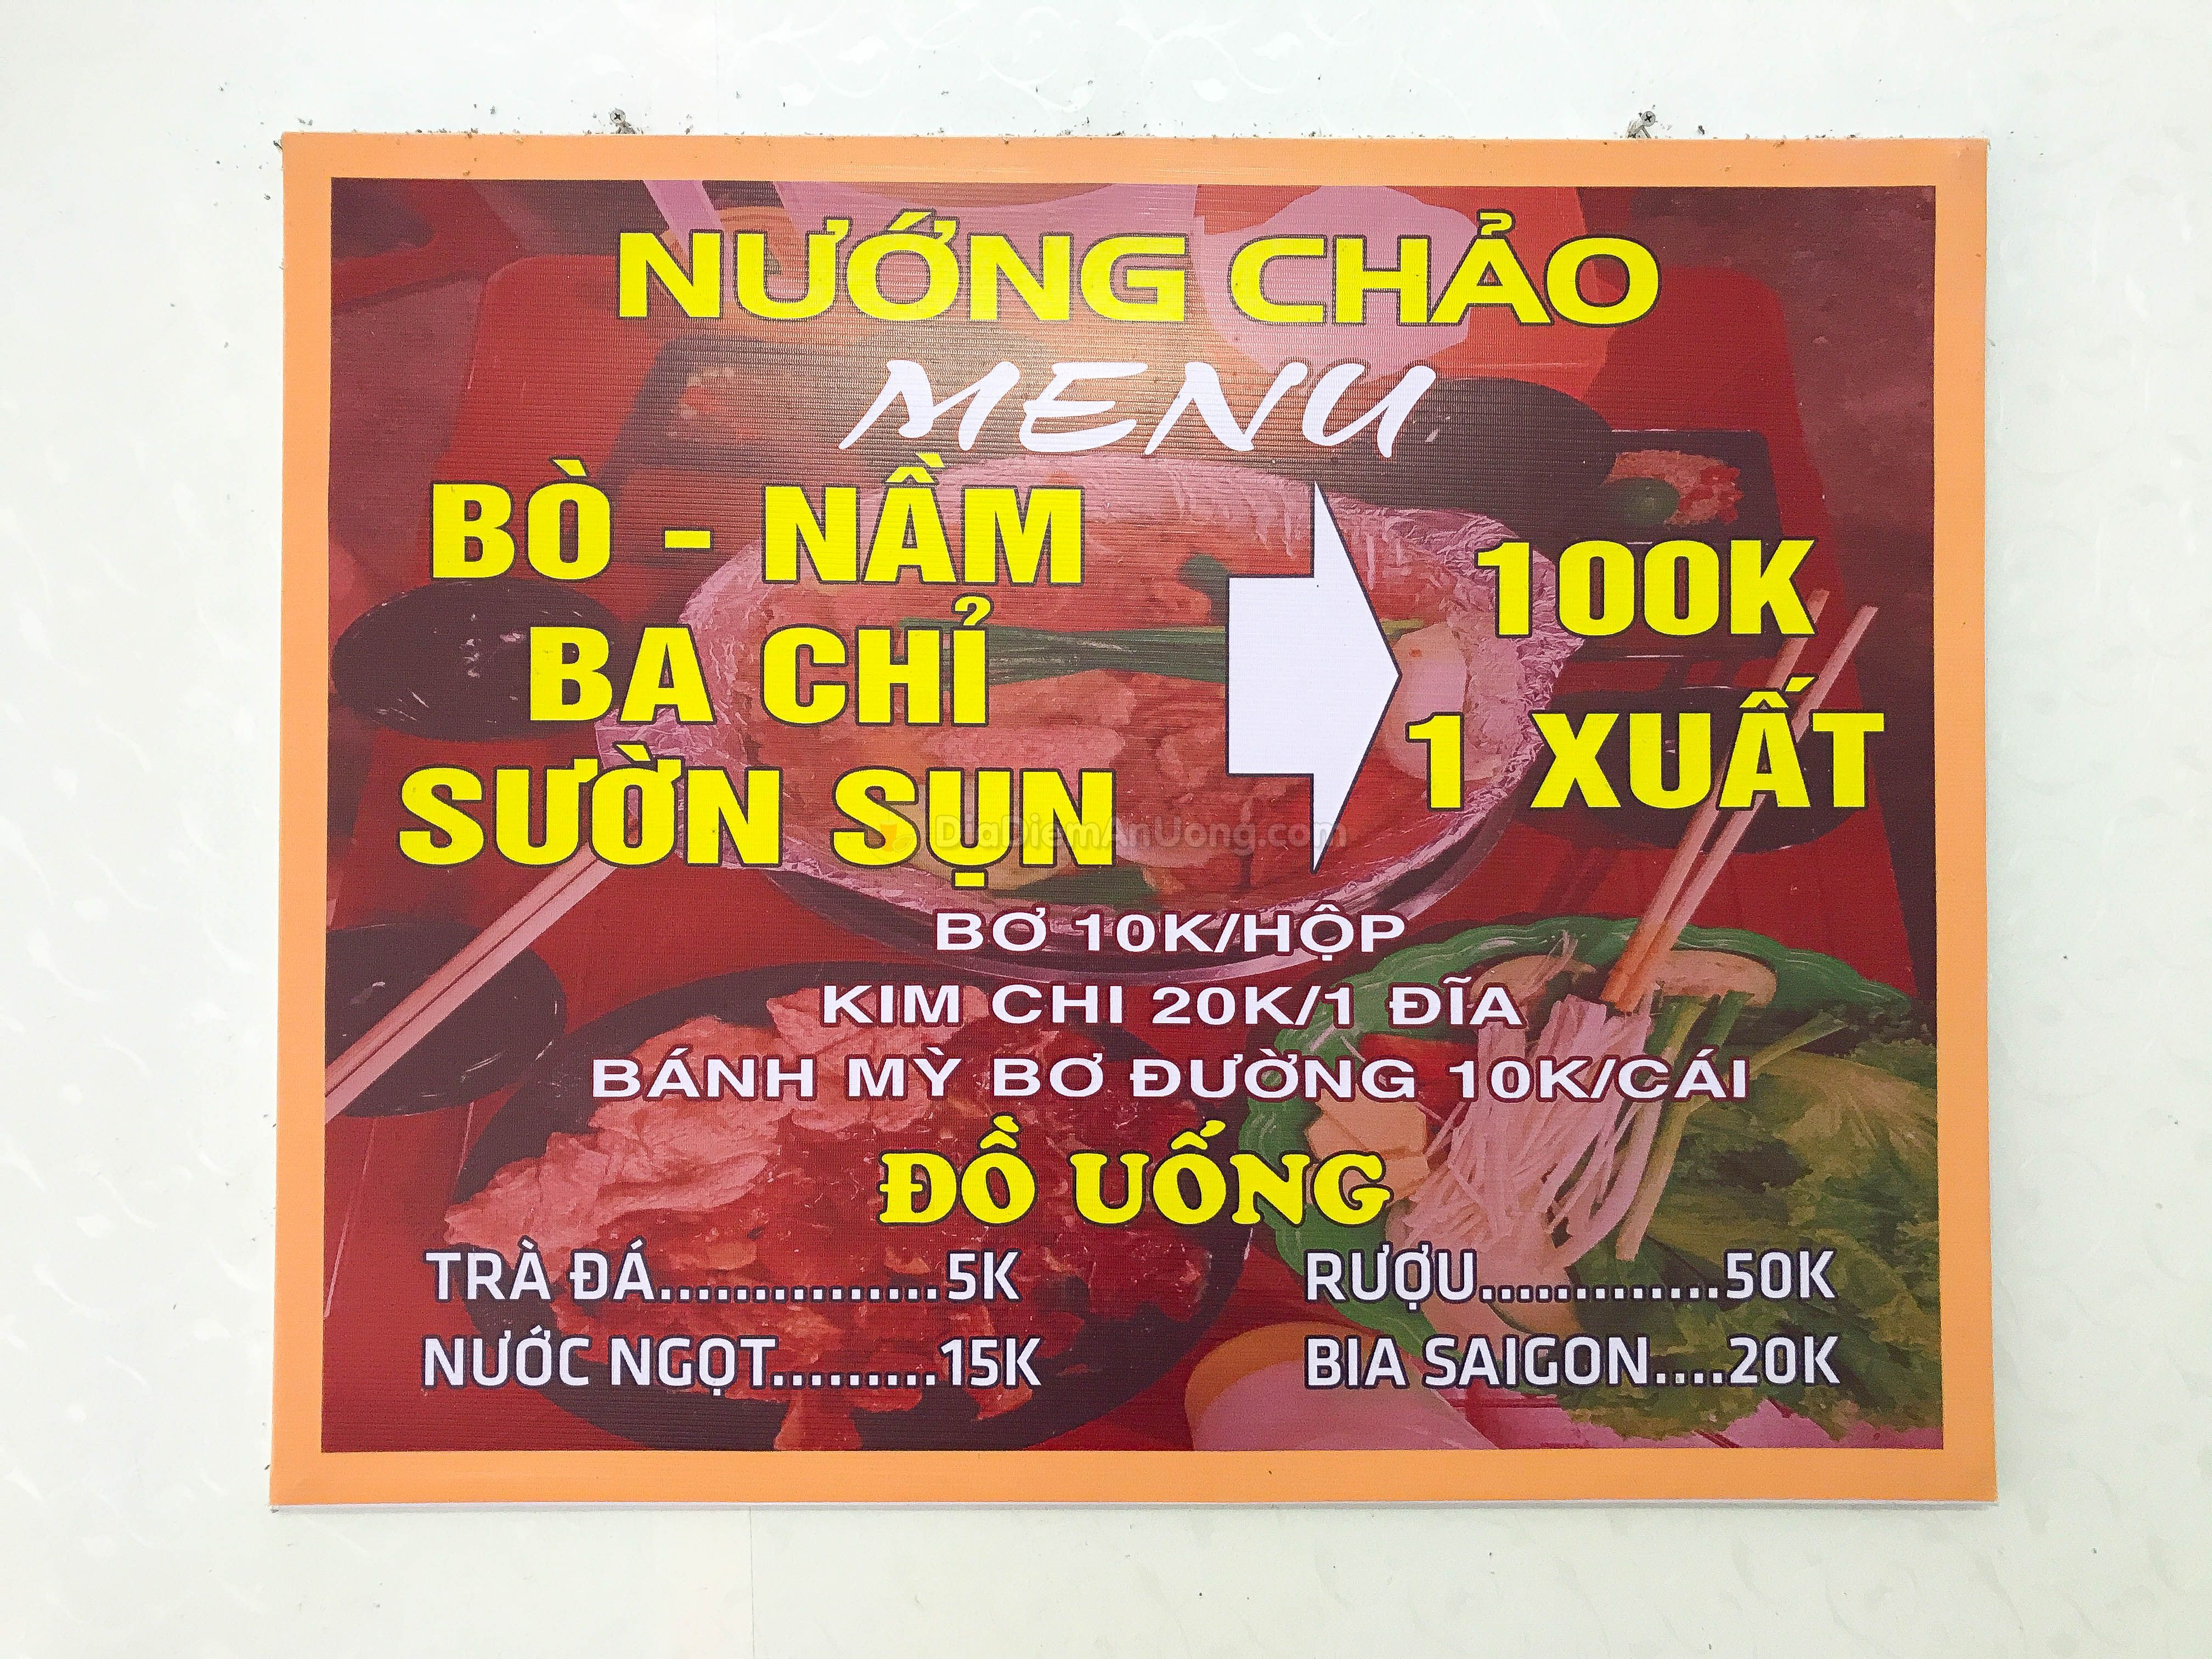 NƯỚNG CHẢO
MENU
BÒ - NẦM
BA CHỈ
SƯỜN SỤN
100K
1 XUẤT
DiaDiemAnUong.com
BƠ 10K/HỘP
KIM CHI 20K/1 ĐĨA
BÁNH MỲ BƠ ĐƯỜNG 10K/CÁI
ĐỒ UỐNG
TRÀ ĐÁ...............5K
NƯỚC NGỌT.........15K
RƯỢU.............50K
BIA SAIGON....20K